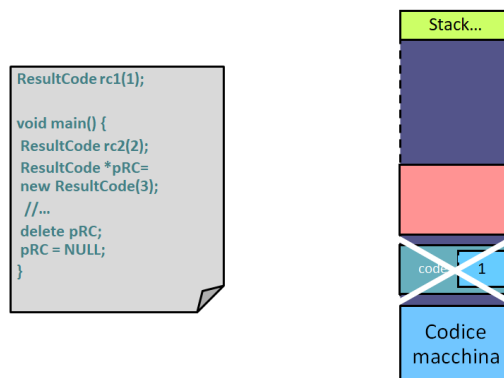 ResultCode rc1(1);
void main() {
ResultCode rc2(2);
ResultCode *pRC=
new ResultCode(3);
//...
delete pRC;
pRC = NULL;
}
Stack...
code 1
Codice
macchina